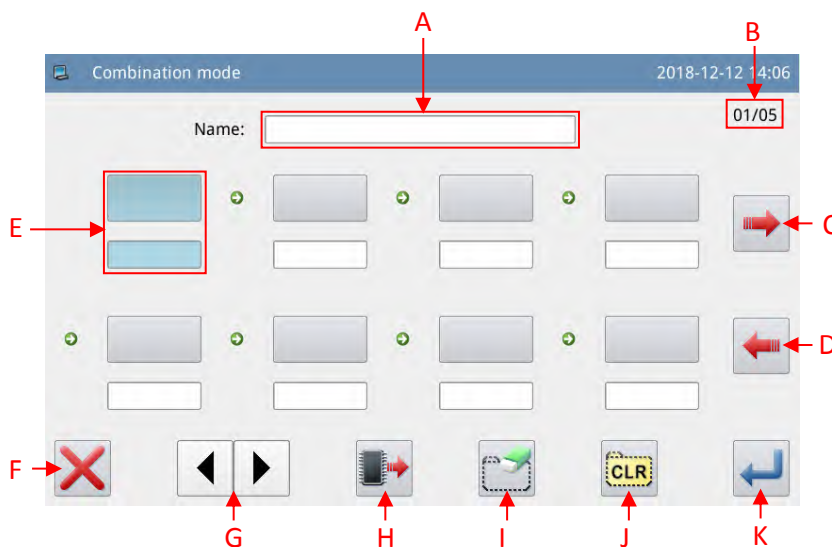 A
B
Combination mode 2018-12-12 14:06
Name:
01/05
E
C
D
F
CLR
G
H
I
J
K